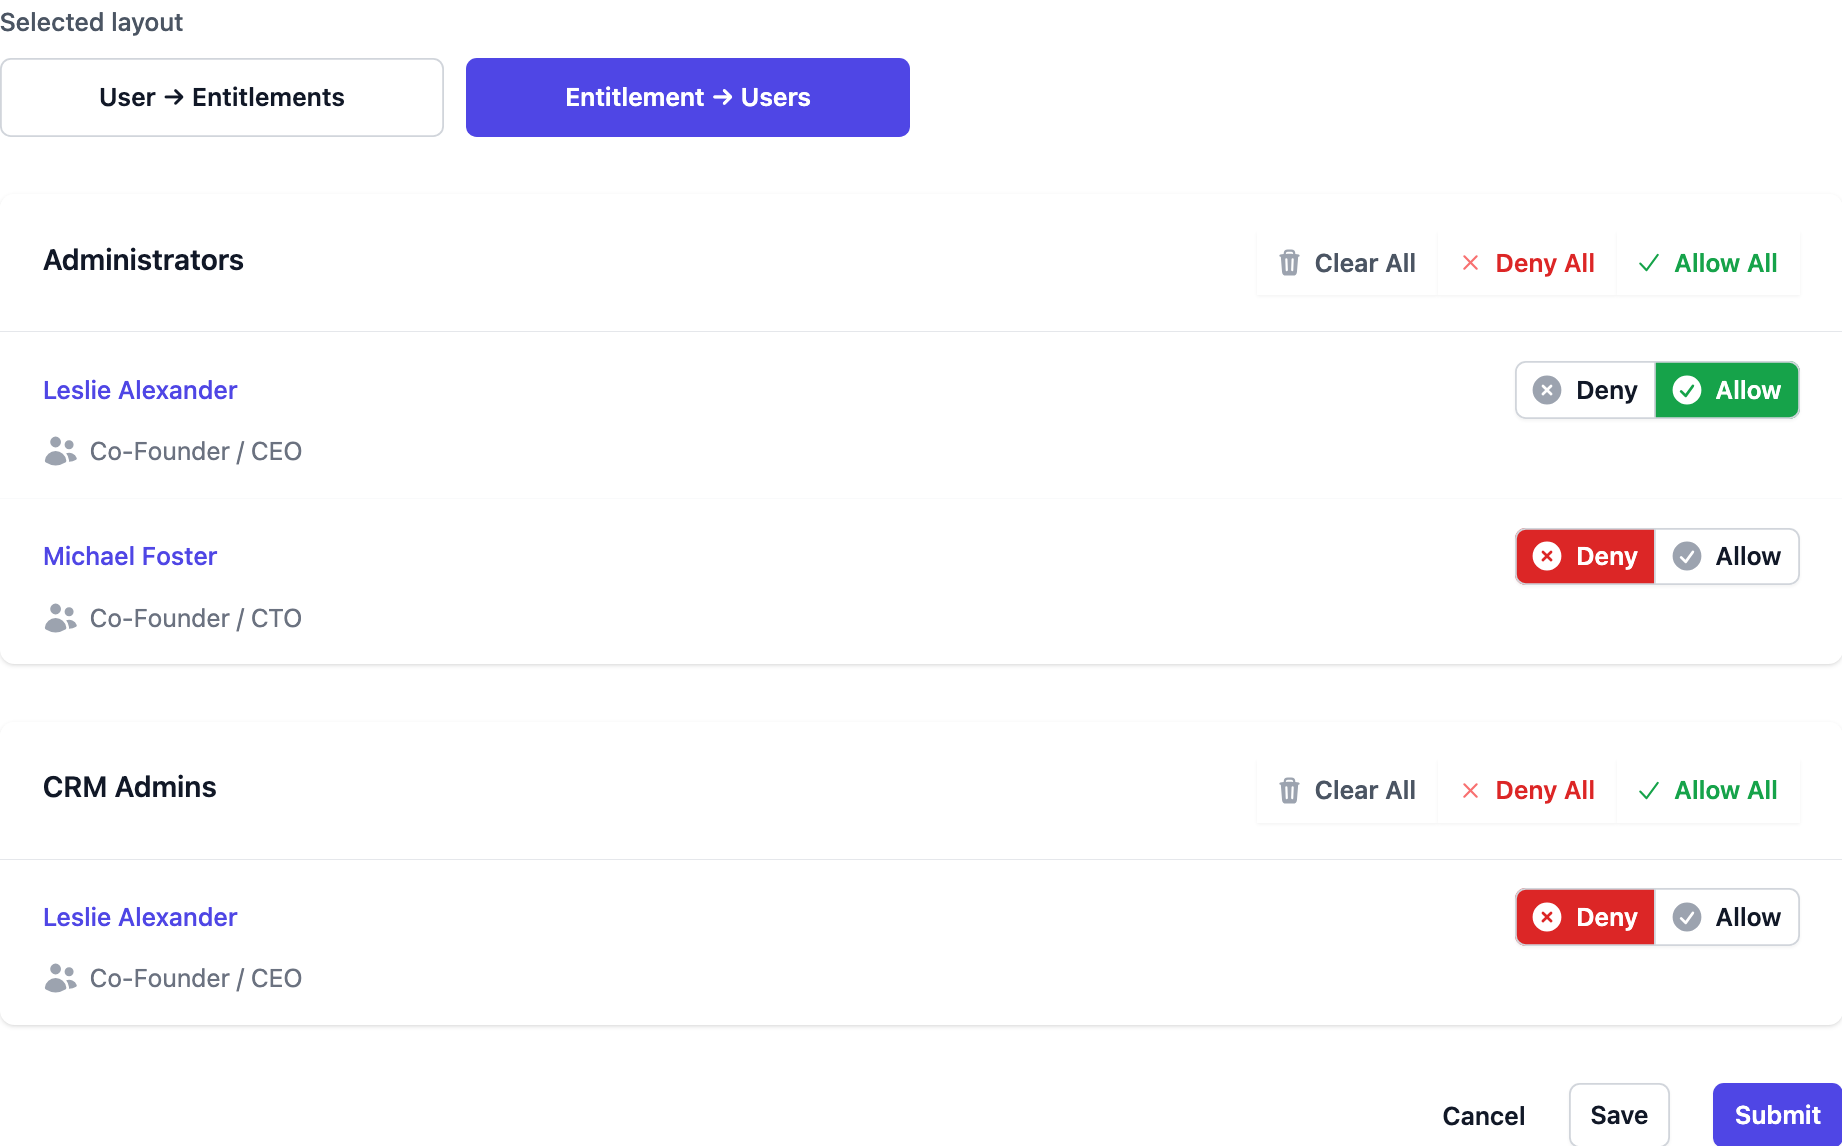 Selected layout
User → Entitlements
Entitlement → Users
Administrators
Clear All
Deny All
Allow All
Leslie Alexander
Deny
Allow
Co-Founder / CEO
Michael Foster
Deny
Allow
Co-Founder / CTO
CRM Admins
Clear All
Deny All
Allow All
Leslie Alexander
Deny
Allow
Co-Founder / CEO
Cancel
Save
Submit